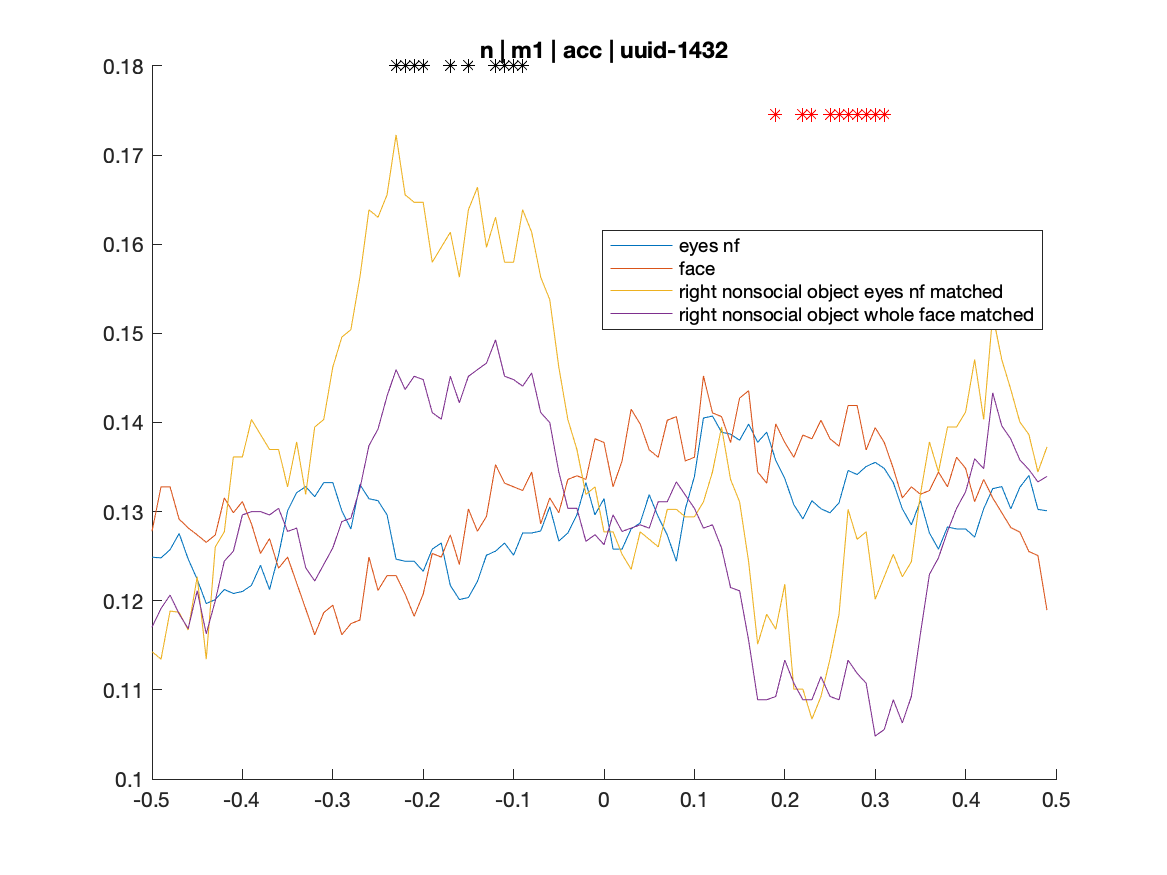 n | m1 | acc | uuid-1432
0.18
0.17
0.16
0.15
0.14
0.13
0.12
0.11
0.1
eyes nf
face
right nonsocial object eyes nf matched
right nonsocial object whole face matched
-0.5 -0.4 -0.3 -0.2 -0.1 0 0.1 0.2 0.3 0.4 0.5